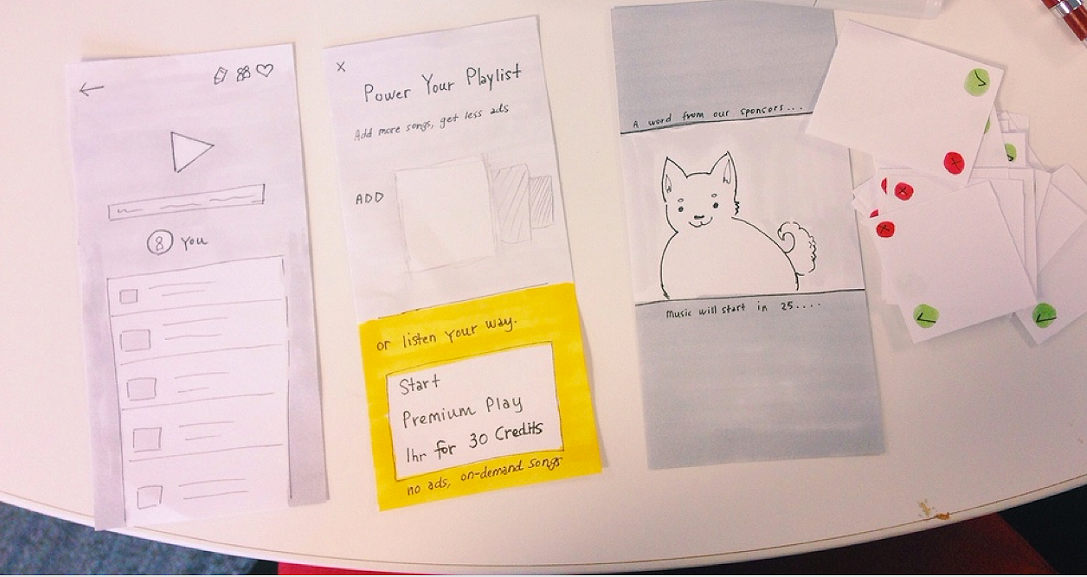 You
Power Your Playlist
Add more songs, get less ads
ADD
or listen your way.
Start
Premium Play
1hr for 30 Credits
no ads, on-demand songs
A word from our sponsors...
Music will start in 25....